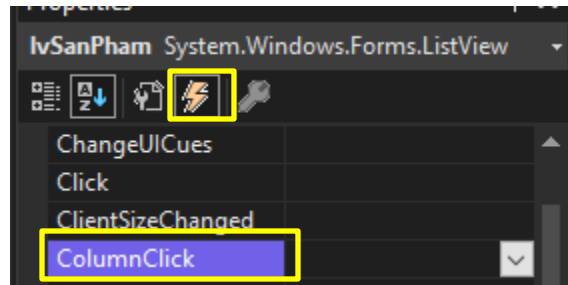 Properties
lvSanPham System.Windows.Forms.ListView
ChangeUICues
Click
ClientSizeChanged
ColumnClick